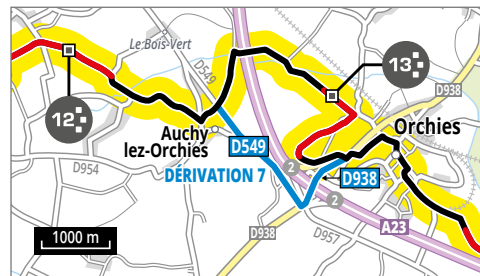 Le Bois-Vert
D549
13
D938
12
Auchy
lez-Orchies
Orchies
D954
D549
2
DÉRIVATION 7
D938
2
A23
1000 m
D938
D957